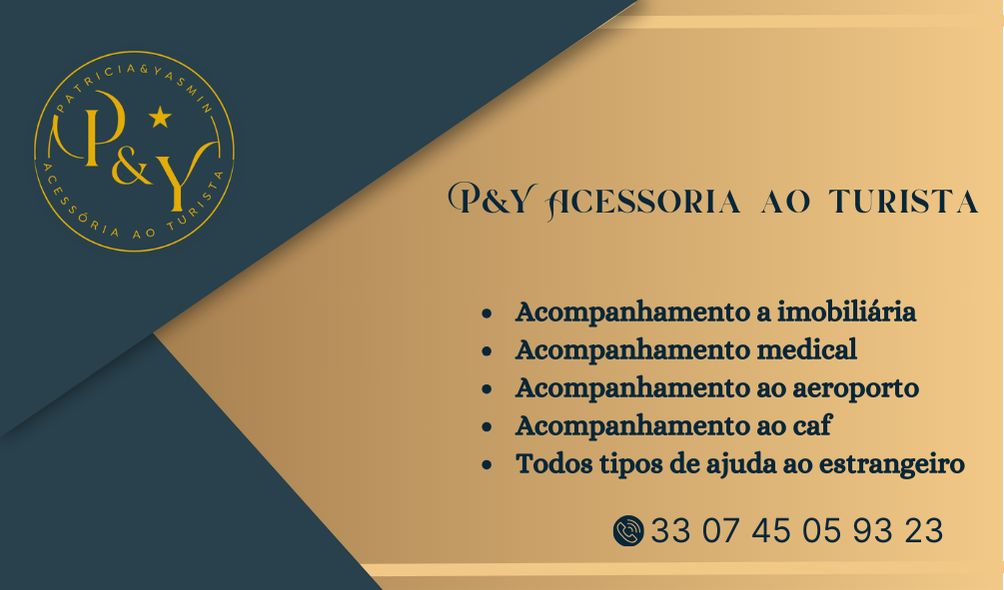 PATRICIA&YASMIN
P&Y
ACESSÓRIA AO TURISTA
P&Y ACESSORIA AO TURISTA
• Acompanhamento a imobiliária
• Acompanhamento medical
• Acompanhamento ao aeroporto
• Acompanhamento ao caf
• Todos tipos de ajuda ao estrangeiro
33 07 45 05 93 23